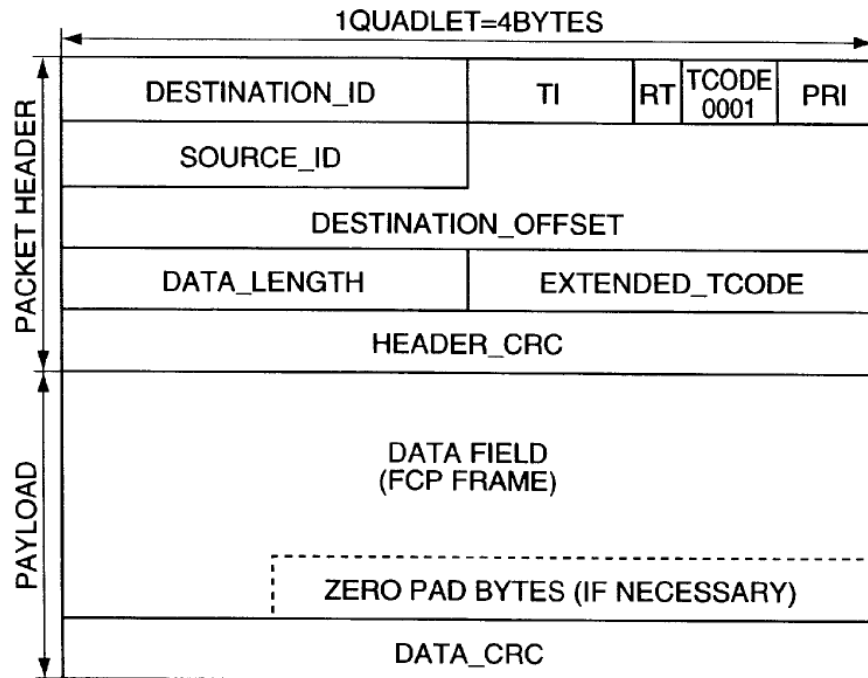 1QUADLET=4BYTES
PACKET HEADER
DESTINATION_ID
TI
RT
TCODE
0001
PRI
SOURCE_ID
DESTINATION_OFFSET
DATA_LENGTH
EXTENDED_TCODE
HEADER_CRC
PAYLOAD
DATA FIELD
(FCP FRAME)
ZERO PAD BYTES (IF NECESSARY)
DATA_CRC